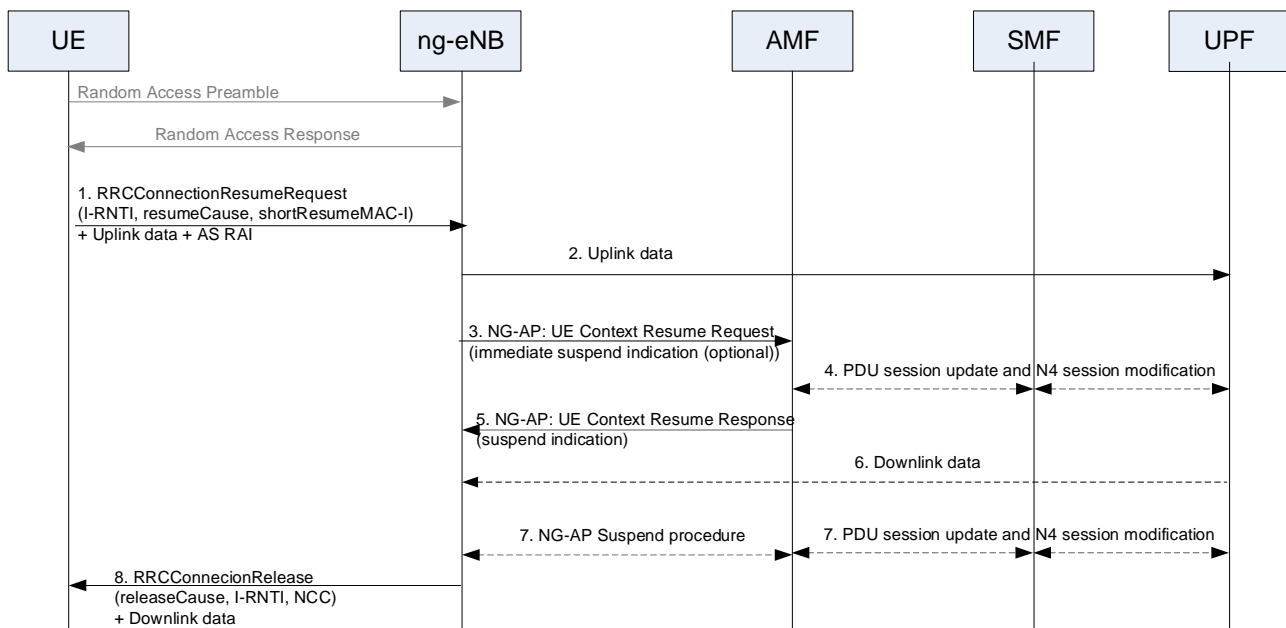 UE
ng-eNB
AMF
SMF
UPF
Random Access Preamble
Random Access Response
1. RRCConnectionResumeRequest
(I-RNTI, resumeCause, shortResumeMAC-I)
+ Uplink data + AS RAI
2. Uplink data
3. NG-AP: UE Context Resume Request
(immediate suspend indication (optional))
4. PDU session update and N4 session modification
5. NG-AP: UE Context Resume Response
(suspend indication)
6. Downlink data
7. NG-AP Suspend procedure
7. PDU session update and N4 session modification
8. RRCConnecionRelease
(releaseCause, I-RNTI, NCC)
+ Downlink data